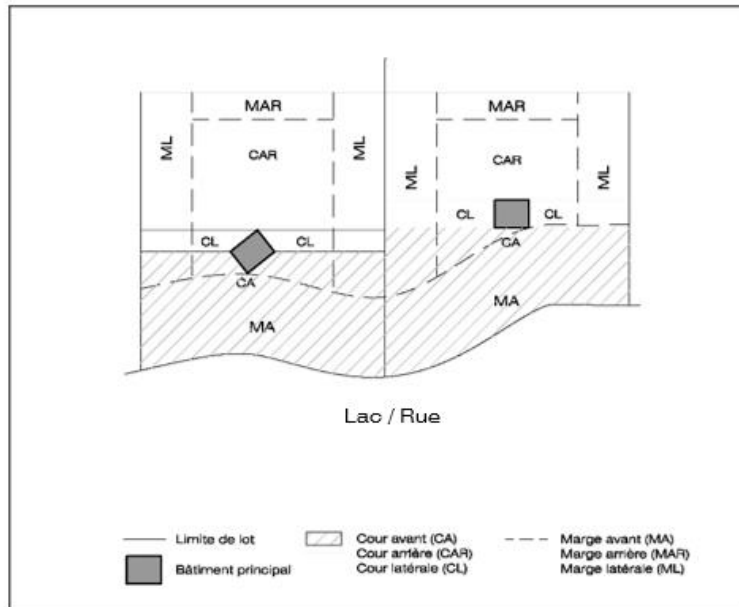 MAR
MAR
ML
CAR
ML
ML
CAR
ML
CL
CL
CL
CL
CA
CA
MA
MA
Lac / Rue
Limite de lot
Bâtiment principal
Cour avant (CA)
Cour arrière (CAR)
Cour latérale (CL)
Marge avant (MA)
Marge arrière (MAR)
Marge latérale (ML)